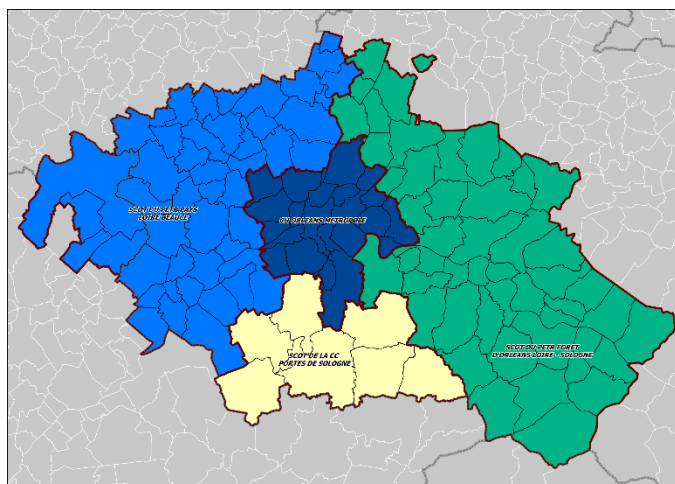 SCOT DU PETR PAYS
LOIRE BEAUCE
CU ORLEANS METROPOLE
SCOT DE LA CC
PORTES DE SOLOGNE
SCOT DU PETR FORET
D'ORLEANS LOIRE - SOLOGNE